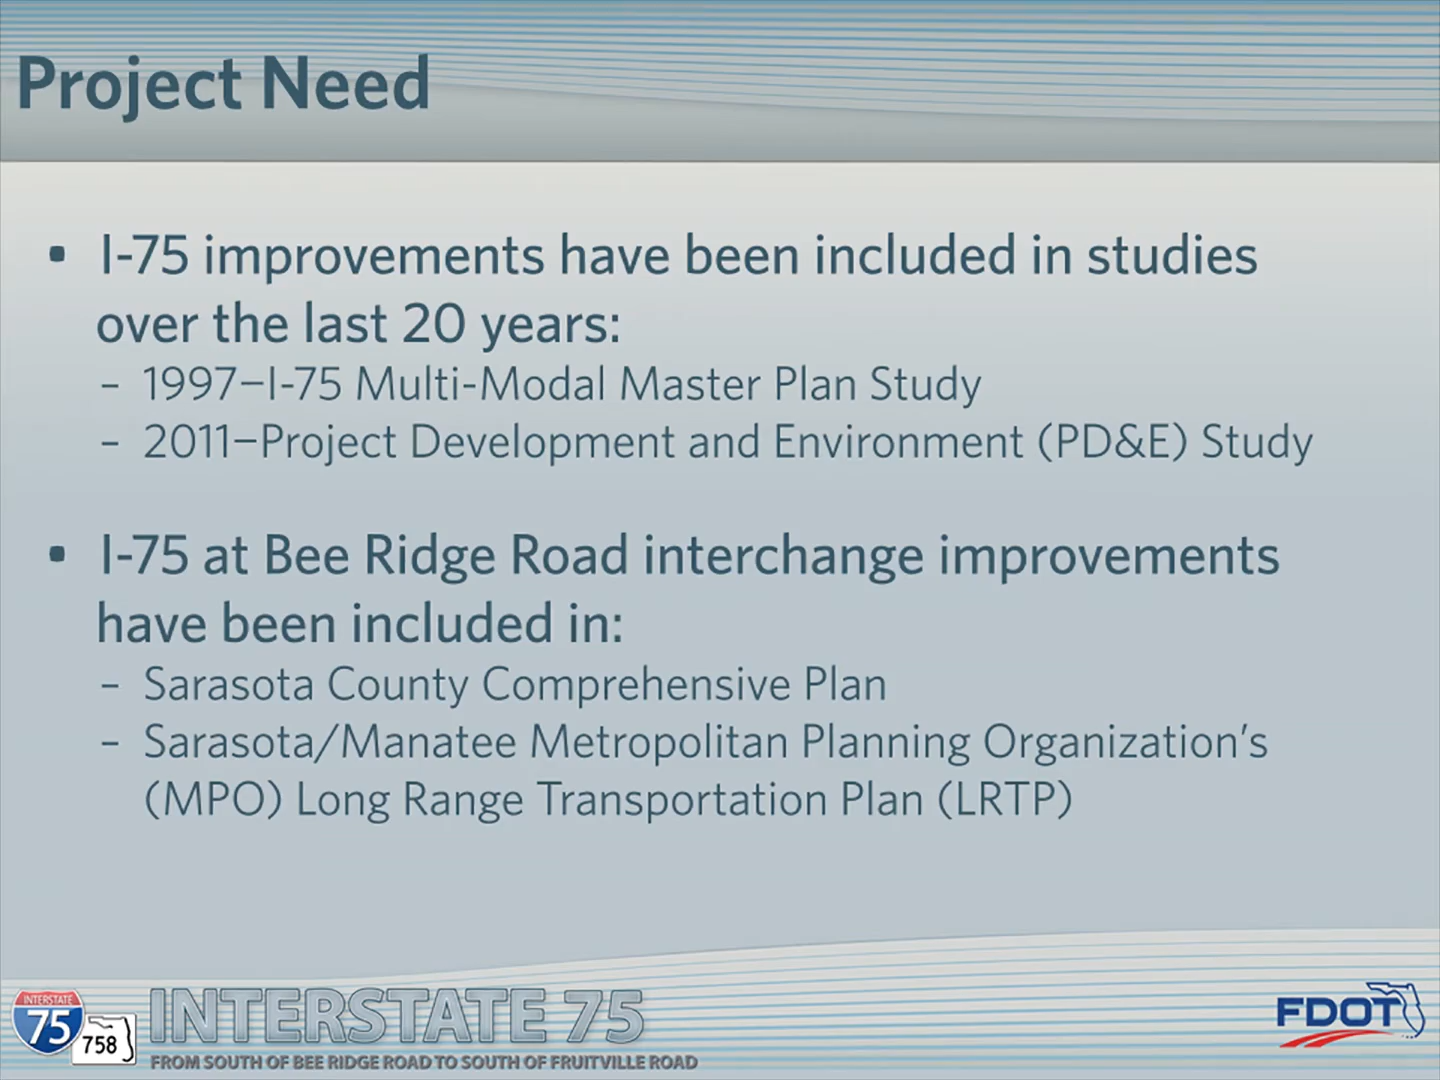 Project Need
• I-75 improvements have been included in studies
over the last 20 years:
– 1997–I-75 Multi-Modal Master Plan Study
– 2011–Project Development and Environment (PD&E) Study
• I-75 at Bee Ridge Road interchange improvements
have been included in:
– Sarasota County Comprehensive Plan
– Sarasota/Manatee Metropolitan Planning Organization’s
(MPO) Long Range Transportation Plan (LRTP)
INTERSTATE
75
758
INTERSTATE 75
FROM SOUTH OF BEE RIDGE ROAD TO SOUTH OF FRUITVILLE ROAD
FDOT